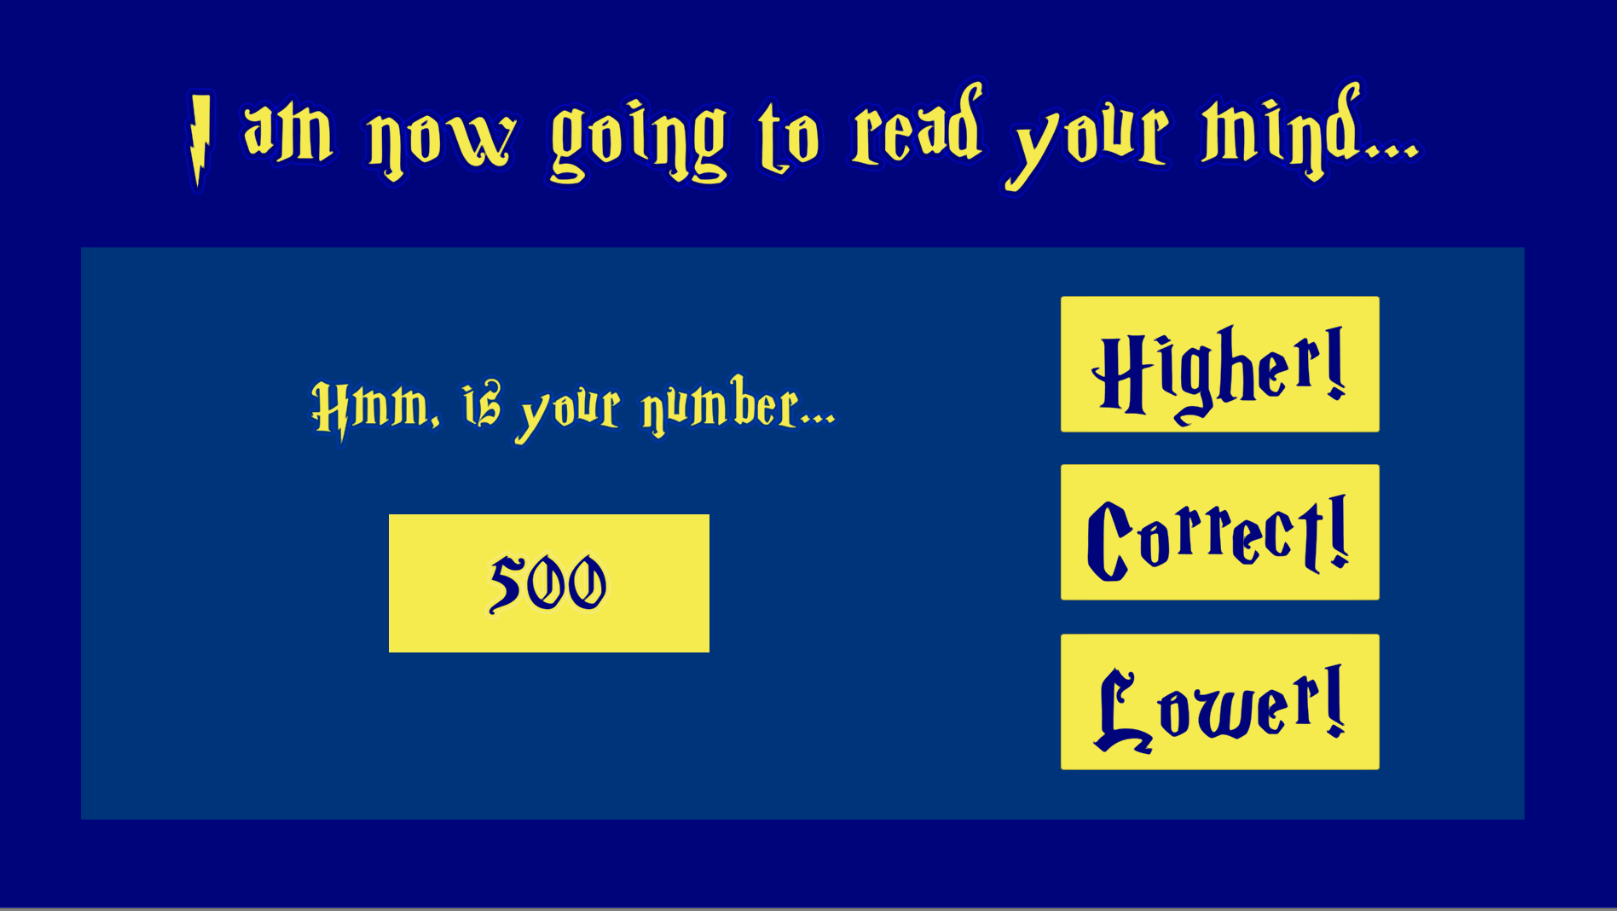 I am now going to read your mind...
Hmm, is your number...
500
Higher!
Correct!
Lower!